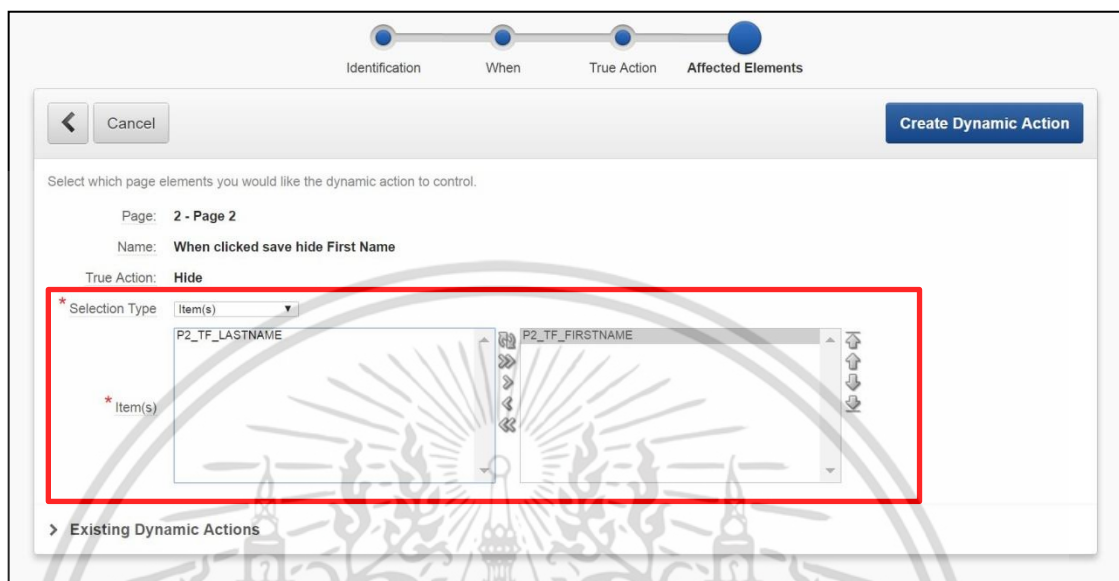 Identification When True Action Affected Elements
Cancel
Create Dynamic Action
Select which page elements you would like the dynamic action to control.
Page: 2 - Page 2
Name: When clicked save hide First Name
True Action: Hide
* Selection Type Item(s)
P2_TF_LASTNAME P2_TF_FIRSTNAME
* Item(s)
> Existing Dynamic Actions